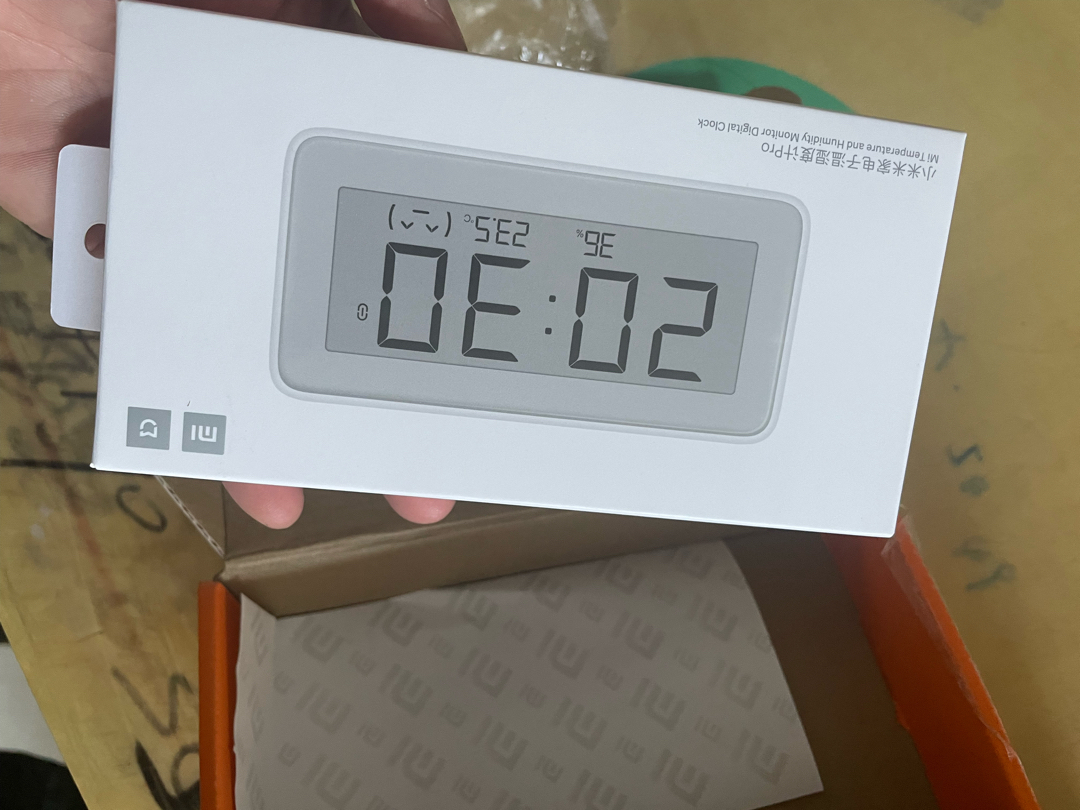 mi
20:30
36% 23.5°C (^_^)
小米米家电子温湿度计Pro
Mi Temperature and Humidity Monitor Digital Clock